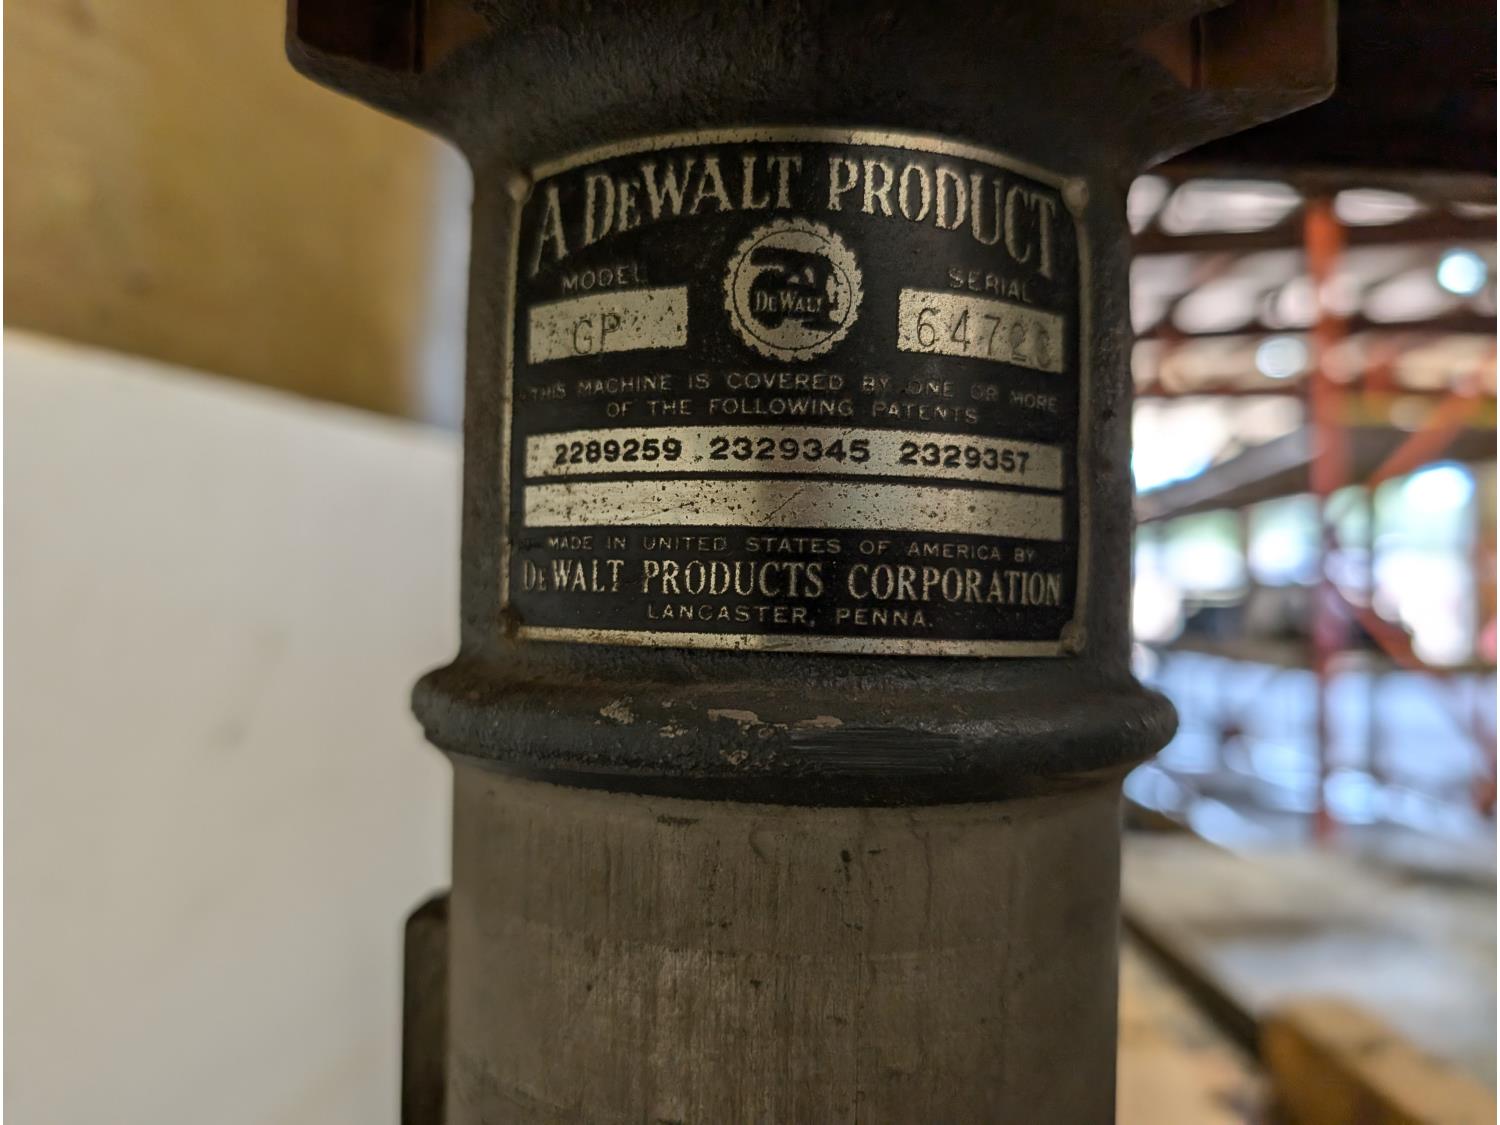 A DEWALT PRODUCT
MODEL
SERIAL
DEWALT
GP
THIS MACHINE IS COVERED BY ONE OR MORE
OF THE FOLLOWING PATENTS
2289259 2329345 2329357
MADE IN UNITED STATES OF AMERICA BY
DEWALT PRODUCTS CORPORATION
LANCASTER, PENNA.